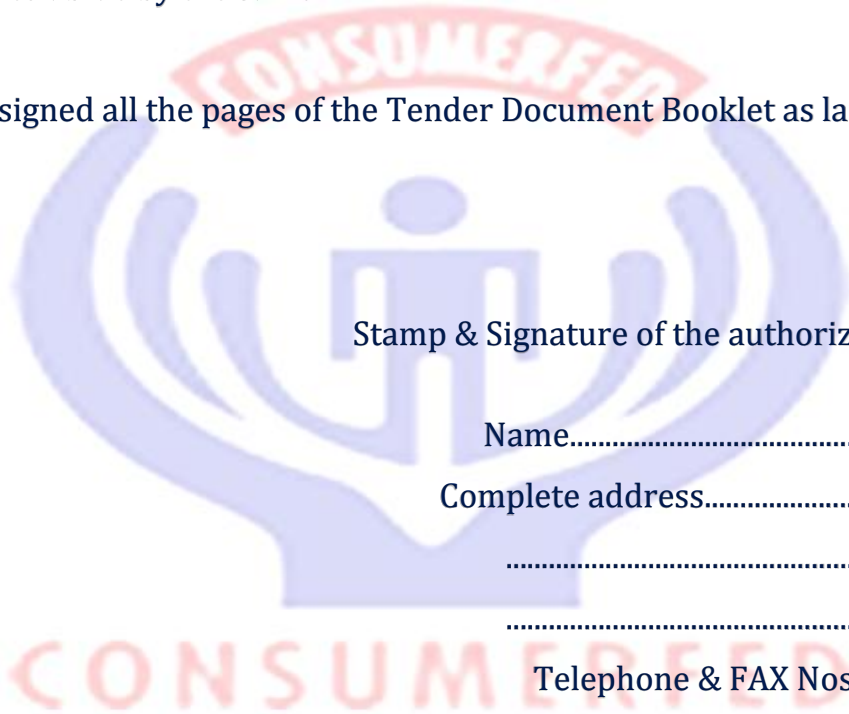 CONSUMERFED
signed all the pages of the Tender Document Booklet as la
Stamp & Signature of the authoriz
Name..........................................
Complete address.....................
..................................................
..................................................
CONSUMERFED
Telephone & FAX Nos